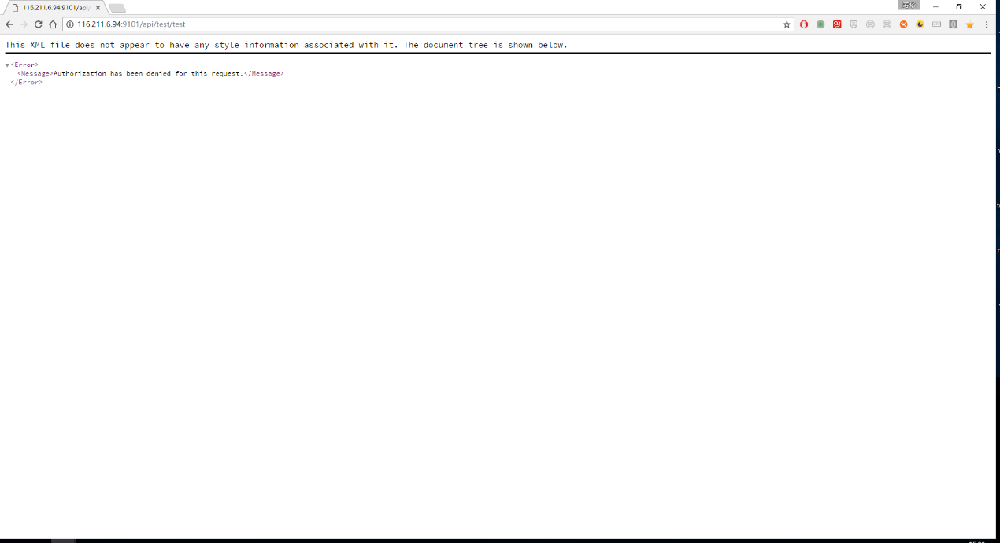 116.211.6.94:9101/api/
116.211.6.94:9101/api/test/test
This XML file does not appear to have any style information associated with it. The document tree is shown below.
<Error>
<Message>Authorization has been denied for this request.</Message>
</Error>